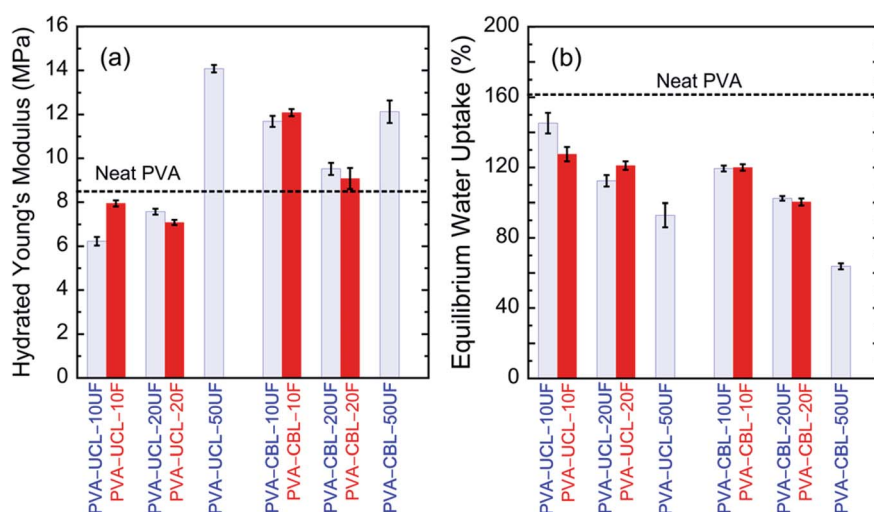 16
14
12
10
8
6
4
2
0
Hydrated Young's Modulus (MPa)
(a)
Neat PVA
PVA–UCL–10UF
PVA–UCL–10F
PVA–UCL–20UF
PVA–UCL–20F
PVA–UCL–50UF
PVA–CBL–10UF
PVA–CBL–10F
PVA–CBL–20UF
PVA–CBL–20F
PVA–CBL–50UF
200
160
120
80
40
0
Equilibrium Water Uptake (%)
(b)
Neat PVA
PVA–UCL–10UF
PVA–UCL–10F
PVA–UCL–20UF
PVA–UCL–20F
PVA–UCL–50UF
PVA–CBL–10UF
PVA–CBL–10F
PVA–CBL–20UF
PVA–CBL–20F
PVA–CBL–50UF